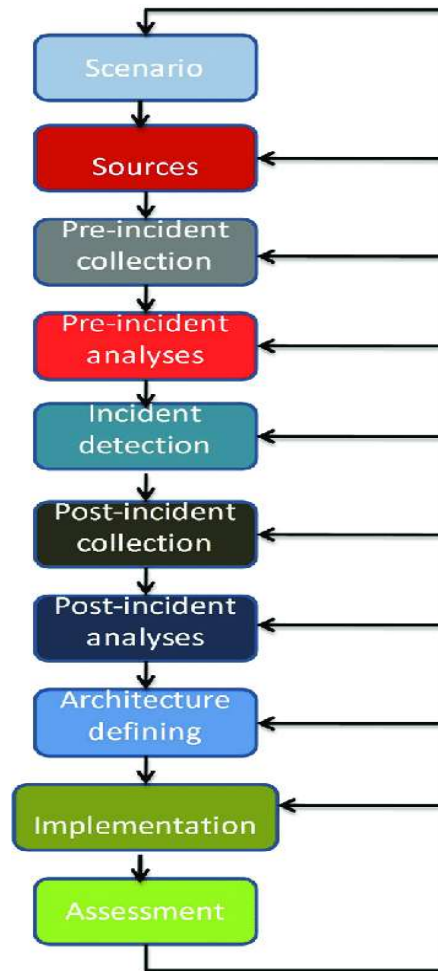 Scenario
Sources
Pre-incident
collection
Pre-incident
analyses
Incident
detection
Post-incident
collection
Post-incident
analyses
Architecture
defining
Implementation
Assessment